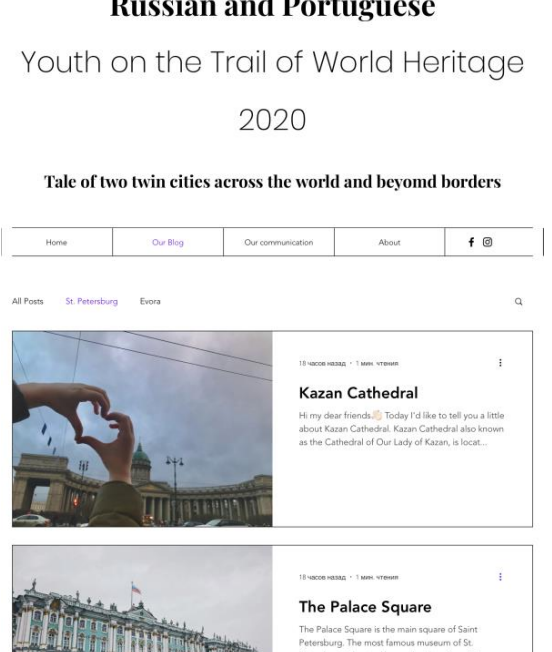 Russian and Portuguese
Youth on the Trail of World Heritage
2020
Tale of two twin cities across the world and beyomd borders
Home
Our Blog
Our communication
About
All Posts
St. Petersburg
Evora
18 часов назад · 1 мин. чтения
Kazan Cathedral
Hi my dear friends👋🏻 Today I'd like to tell you a little
about Kazan Cathedral. Kazan Cathedral also known
as the Cathedral of Our Lady of Kazan, is locat...
18 часов назад · 1 мин. чтения
The Palace Square
The Palace Square is the main square of Saint
Petersburg. The most famous museum of St.